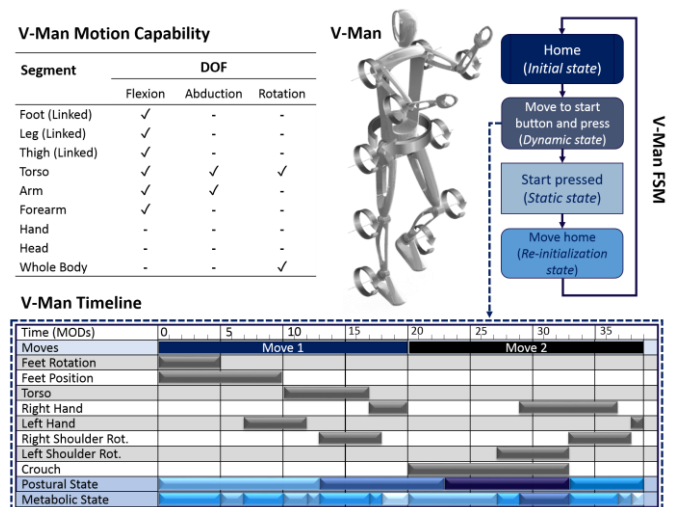 V-Man Motion Capability
Segment DOF
Flexion Abduction Rotation
Foot (Linked) ✓ - -
Leg (Linked) ✓ - -
Thigh (Linked) ✓ - -
Torso ✓ ✓ ✓
Arm ✓ ✓ -
Forearm ✓ - -
Hand - - -
Head - - -
Whole Body - - ✓
V-Man
Home
(Initial state)
Move to start
button and press
(Dynamic state)
Start pressed
(Static state)
Move home
(Re-initialization
state)
V-Man FSM
V-Man Timeline
Time (MODs) 0 5 10 15 20 25 30 35
Moves Move 1 Move 2
Feet Rotation
Feet Position
Torso
Right Hand
Left Hand
Right Shoulder Rot.
Left Shoulder Rot.
Crouch
Postural State
Metabolic State